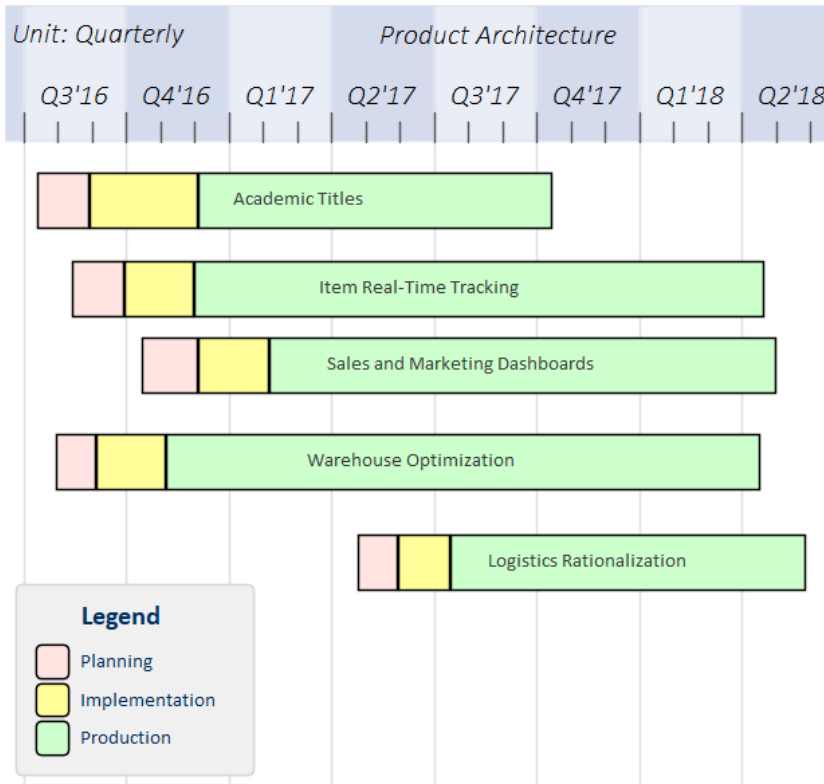 Unit: Quarterly
Product Architecture
Q3'16 Q4'16 Q1'17 Q2'17 Q3'17 Q4'17 Q1'18 Q2'18
Academic Titles
Item Real-Time Tracking
Sales and Marketing Dashboards
Warehouse Optimization
Logistics Rationalization
Legend
Planning
Implementation
Production